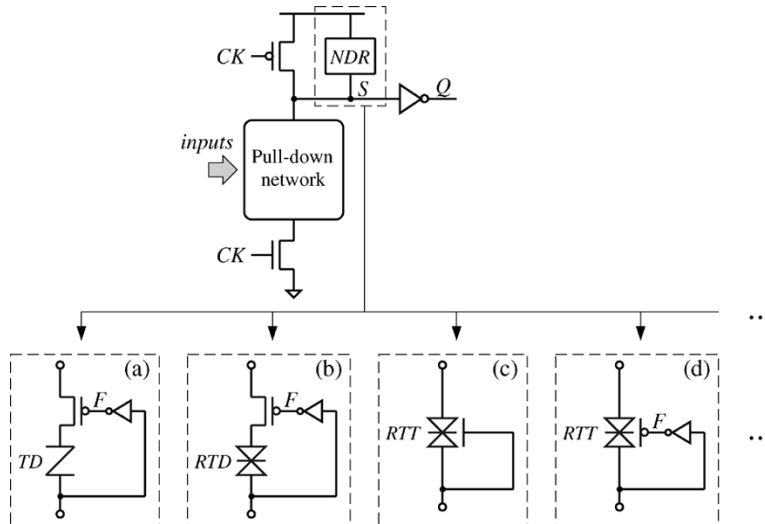 CK
NDR
S
Q
inputs
Pull-down
network
CK
..
(a)
F
TD
(b)
F
RTD
(c)
RTT
(d)
F
RTT
..